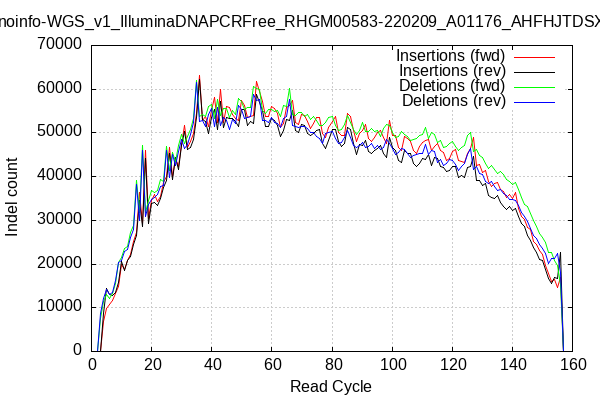 noinfo-WGS_v1_IlluminaDNAPCRFree_RHGM00583-220209_A01176_AHFHJTDSX
70000
60000
50000
40000
30000
20000
10000
0
Indel count
Insertions (fwd)
Insertions (rev)
Deletions (fwd)
Deletions (rev)
0 20 40 60 80 100 120 140 160
Read Cycle